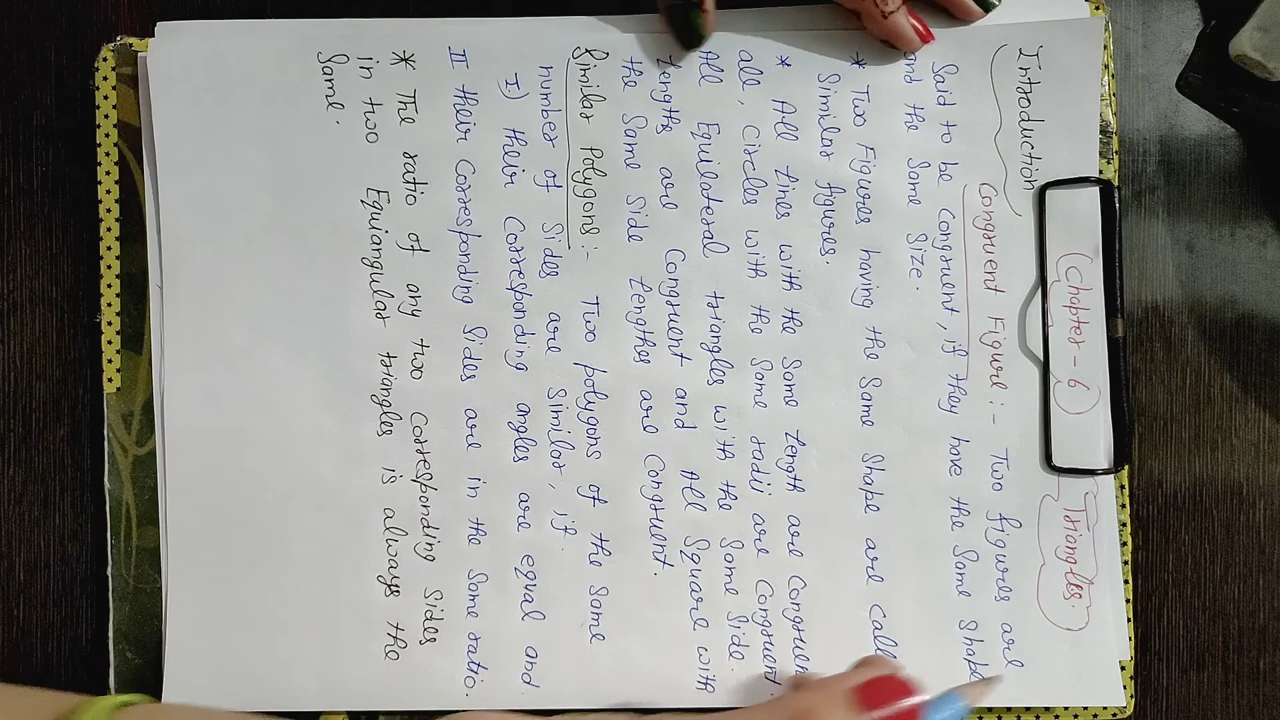 (Chapter - 6) Triangles.
Introduction
Congruent Figure :- Two figures are
Said to be Congruent, if they have the Same Shape
and the Same Size.
* Two Figures having the Same Shape are Calle
Similar figures.
* All Lines with the Same Length are Congruen
all, Circles with the Same radii are Congruent.
All Equilateral triangles with the Same Side
Lengths are Congruent and All Square with
the Same Side Lengthes are Congruent.
Similar Polygons :- Two polygons of the Same
number of Sides are Similar, if.
I) their Corresponding angles are equal and.
II their Corresponding Sides are in the Same ratio.
* The ratio of any two Corresponding Sides
in two Equiangular triangles is always the
Same.